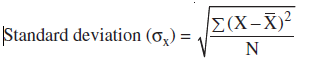 Standard deviation (σₓ) = √(Σ(X–X̄)² / N)